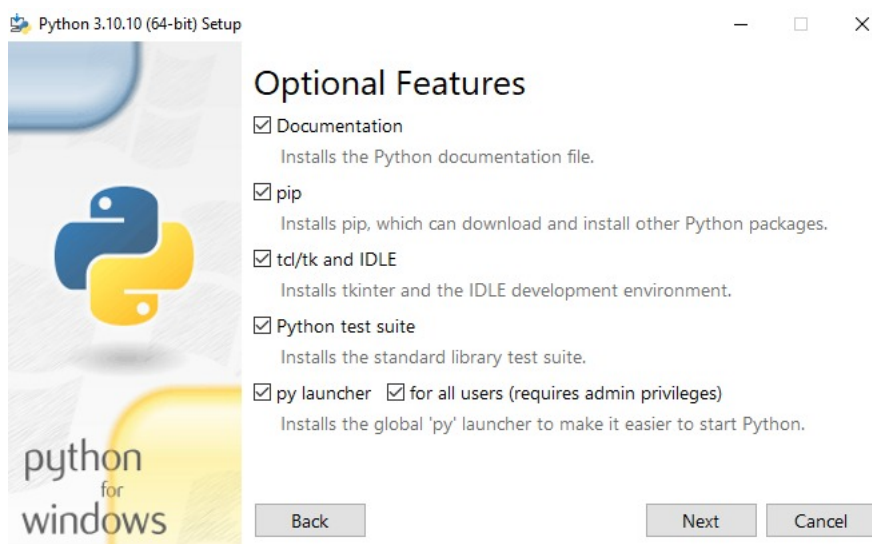 Python 3.10.10 (64-bit) Setup
Optional Features
Documentation
Installs the Python documentation file.
pip
Installs pip, which can download and install other Python packages.
tcl/tk and IDLE
Installs tkinter and the IDLE development environment.
Python test suite
Installs the standard library test suite.
py launcher for all users (requires admin privileges)
Installs the global 'py' launcher to make it easier to start Python.
python
for
windows
Back Next Cancel